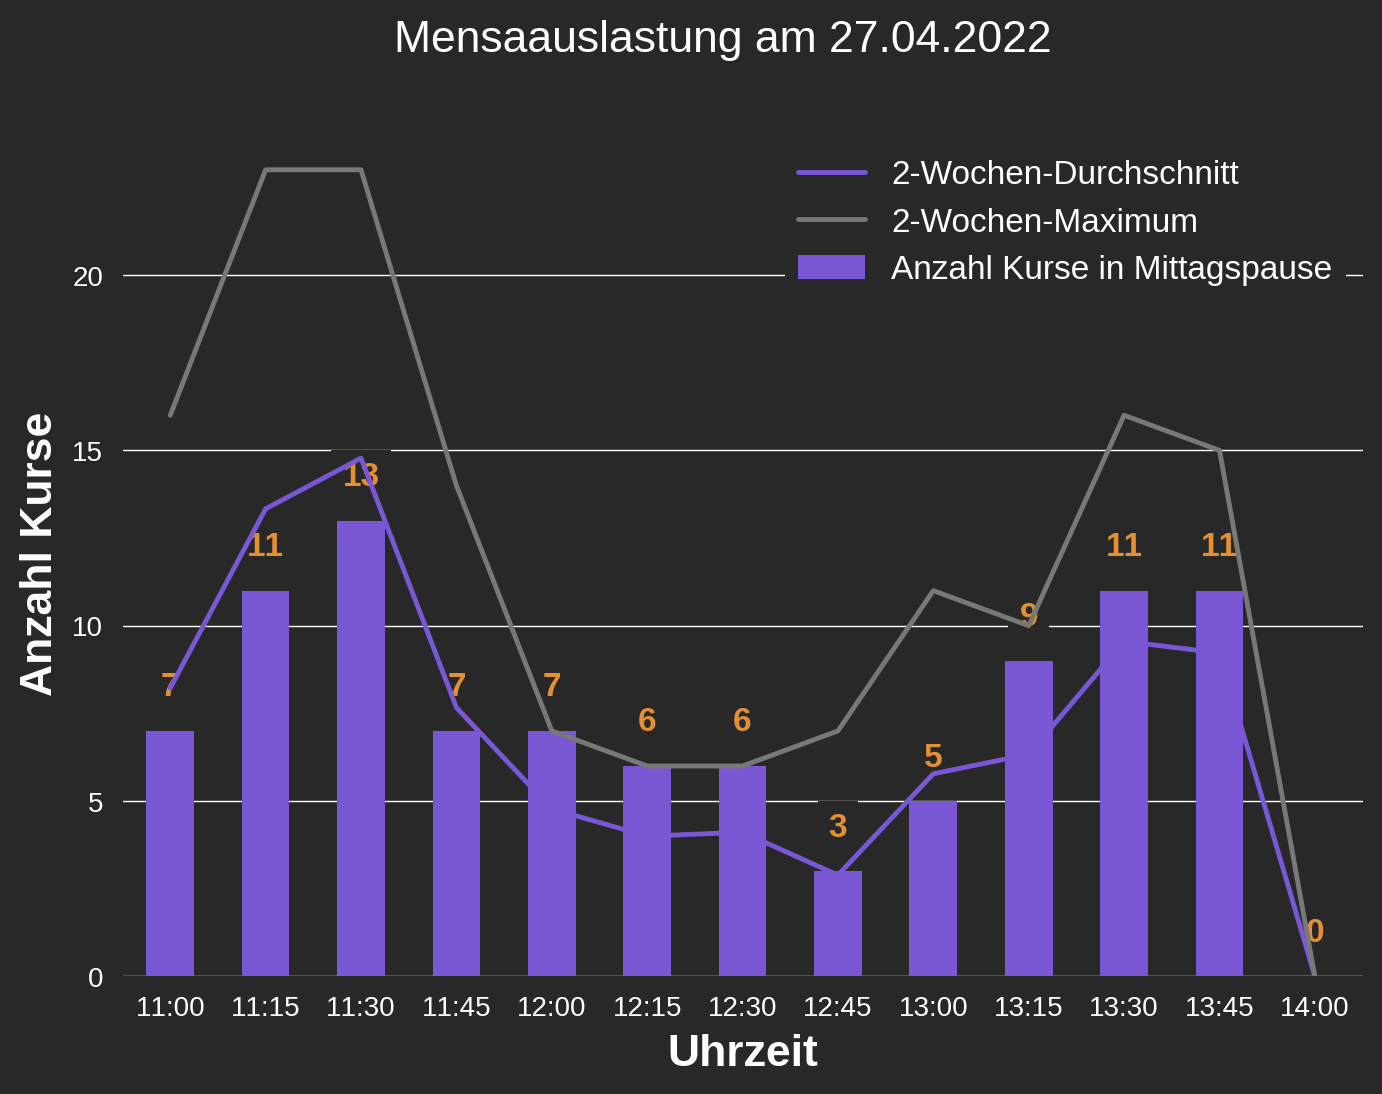 Mensaauslastung am 27.04.2022
2-Wochen-Durchschnitt
2-Wochen-Maximum
Anzahl Kurse in Mittagspause
Anzahl Kurse
20
15
10
5
0
7
11
13
7
7
6
6
3
5
9
11
11
0
11:00 11:15 11:30 11:45 12:00 12:15 12:30 12:45 13:00 13:15 13:30 13:45 14:00
Uhrzeit